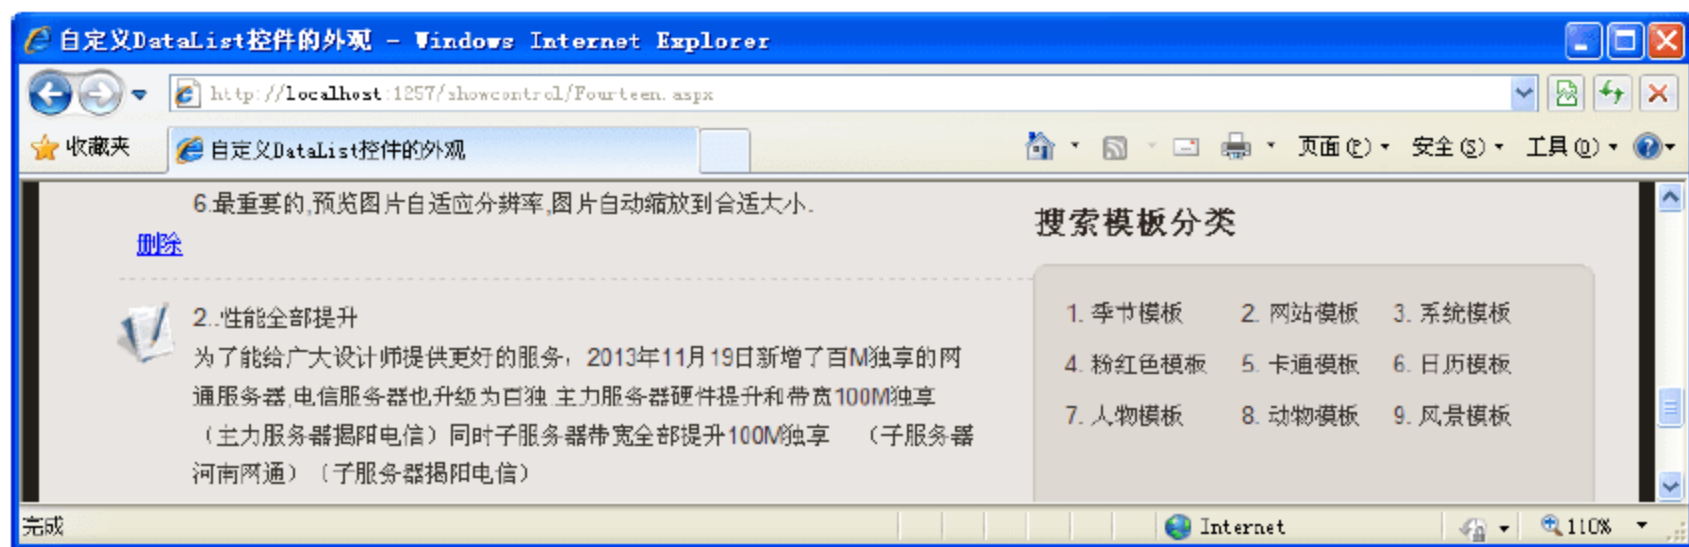 自定义DataList控件的外观 - Windows Internet Explorer
http://localhost:1257/showcontrol/Fourteen.aspx
收藏夹
自定义DataList控件的外观
页面(P)
安全(S)
工具(O)
6.最重要的,预览图片自适应分辨率,图片自动缩放到合适大小.
删除
2..性能全部提升
为了能给广大设计师提供更好的服务，2013年11月19日新增了百M独享的网
通服务器,电信服务器也升级为百独.主力服务器硬件提升和带宽100M独享
（主力服务器揭阳电信）同时子服务器带宽全部提升100M独享 （子服务器
河南网通）（子服务器揭阳电信）
搜索模板分类
1. 季节模板 2. 网站模板 3. 系统模板
4. 粉红色模板 5. 卡通模板 6. 日历模板
7. 人物模板 8. 动物模板 9. 风景模板
完成
Internet
110%